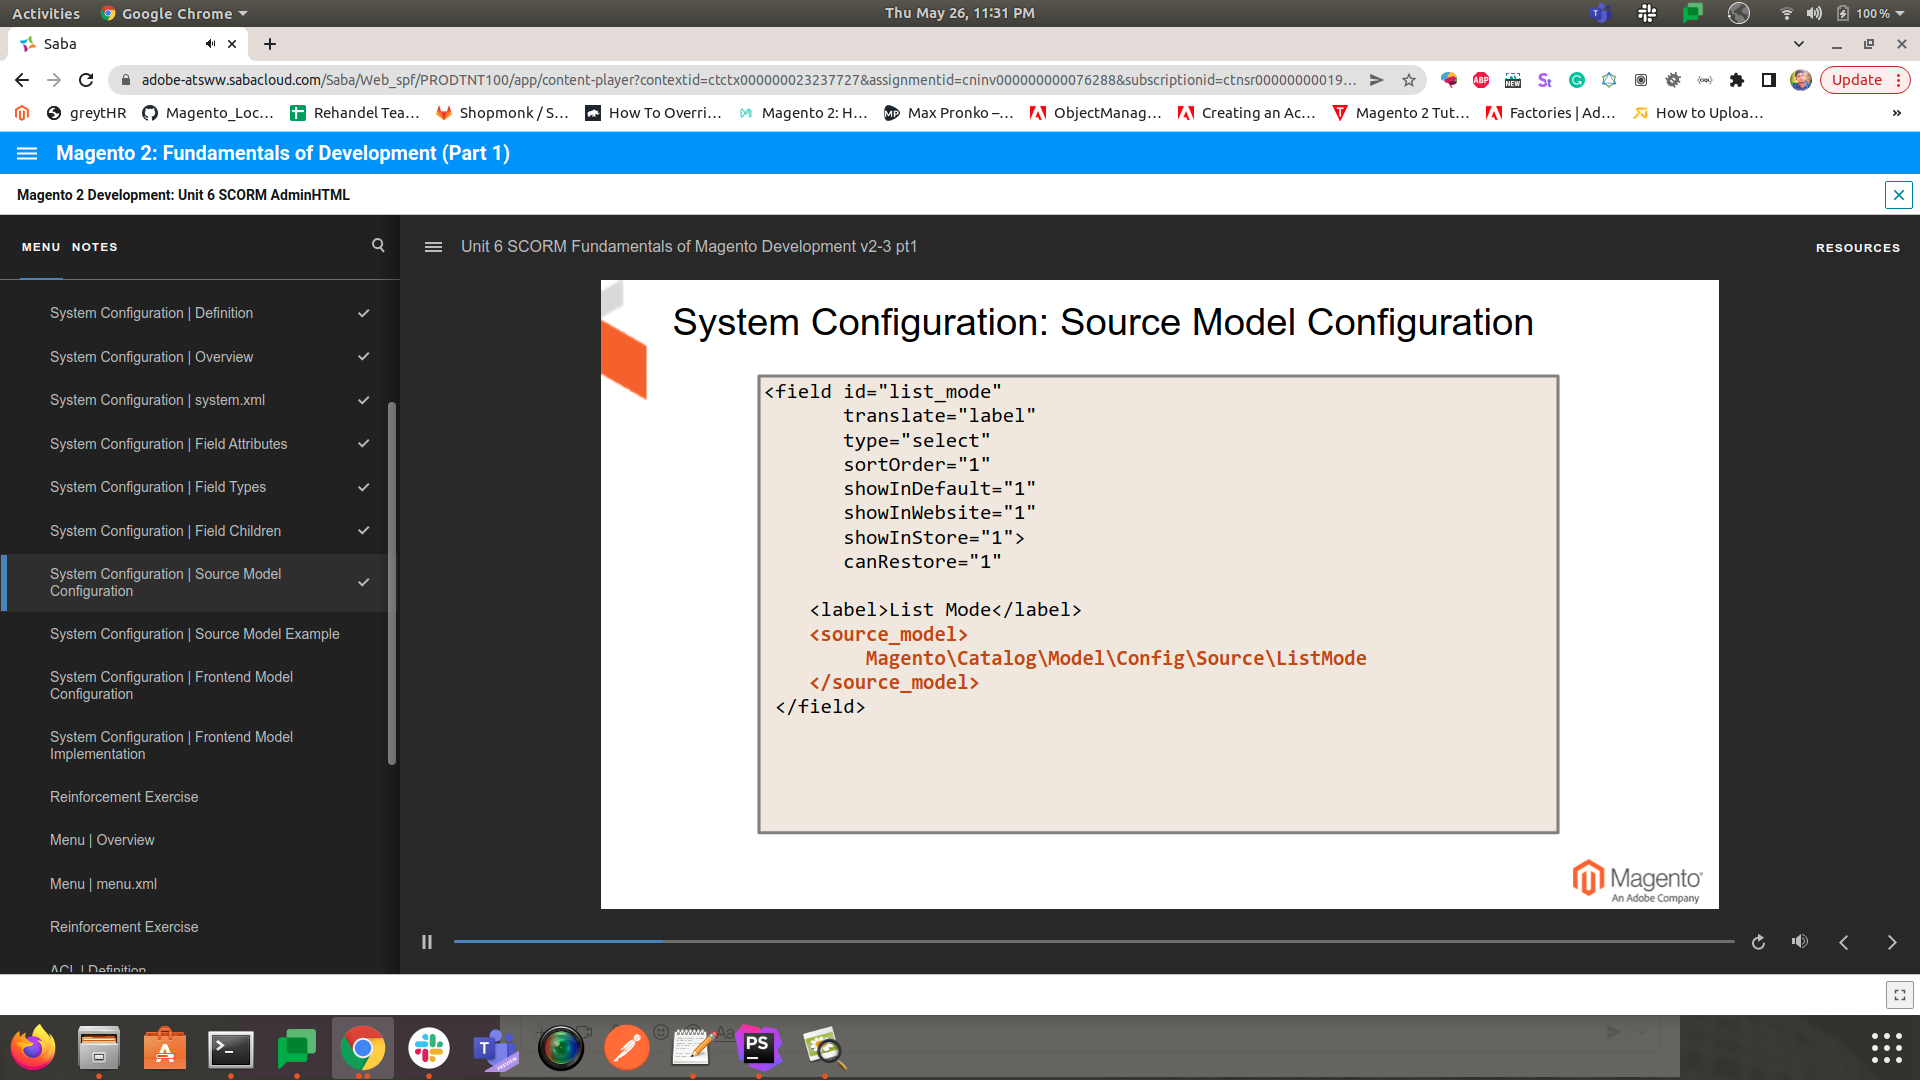 Activities
Google Chrome
Thu May 26, 11:31 PM
100 %
Saba
adobe-atsww.sabacloud.com/Saba/Web_spf/PRODTNT100/app/content-player?contextid=ctctx000000023237727&assignmentid=cninv000000000076288&subscriptionid=ctnsr00000000019...
ABP
NEW
Update
greytHR
Magento_Loc...
Rehandel Tea...
Shopmonk / S...
How To Overri...
Magento 2: H...
Max Pronko –...
ObjectManag...
Creating an Ac...
Magento 2 Tut...
Factories | Ad...
How to Uploa...
»
Magento 2: Fundamentals of Development (Part 1)
Magento 2 Development: Unit 6 SCORM AdminHTML
MENU
NOTES
Unit 6 SCORM Fundamentals of Magento Development v2-3 pt1
RESOURCES
System Configuration | Definition
System Configuration | Overview
System Configuration | system.xml
System Configuration | Field Attributes
System Configuration | Field Types
System Configuration | Field Children
System Configuration | Source Model
Configuration
System Configuration | Source Model Example
System Configuration | Frontend Model
Configuration
System Configuration | Frontend Model
Implementation
Reinforcement Exercise
Menu | Overview
Menu | menu.xml
Reinforcement Exercise
ACL | Definition
System Configuration: Source Model Configuration
<field id="list_mode"
translate="label"
type="select"
sortOrder="1"
showInDefault="1"
showInWebsite="1"
showInStore="1">
canRestore="1"
<label>List Mode</label>
<source_model>
Magento\Catalog\Model\Config\Source\ListMode
</source_model>
</field>
Magento
An Adobe Company
PS